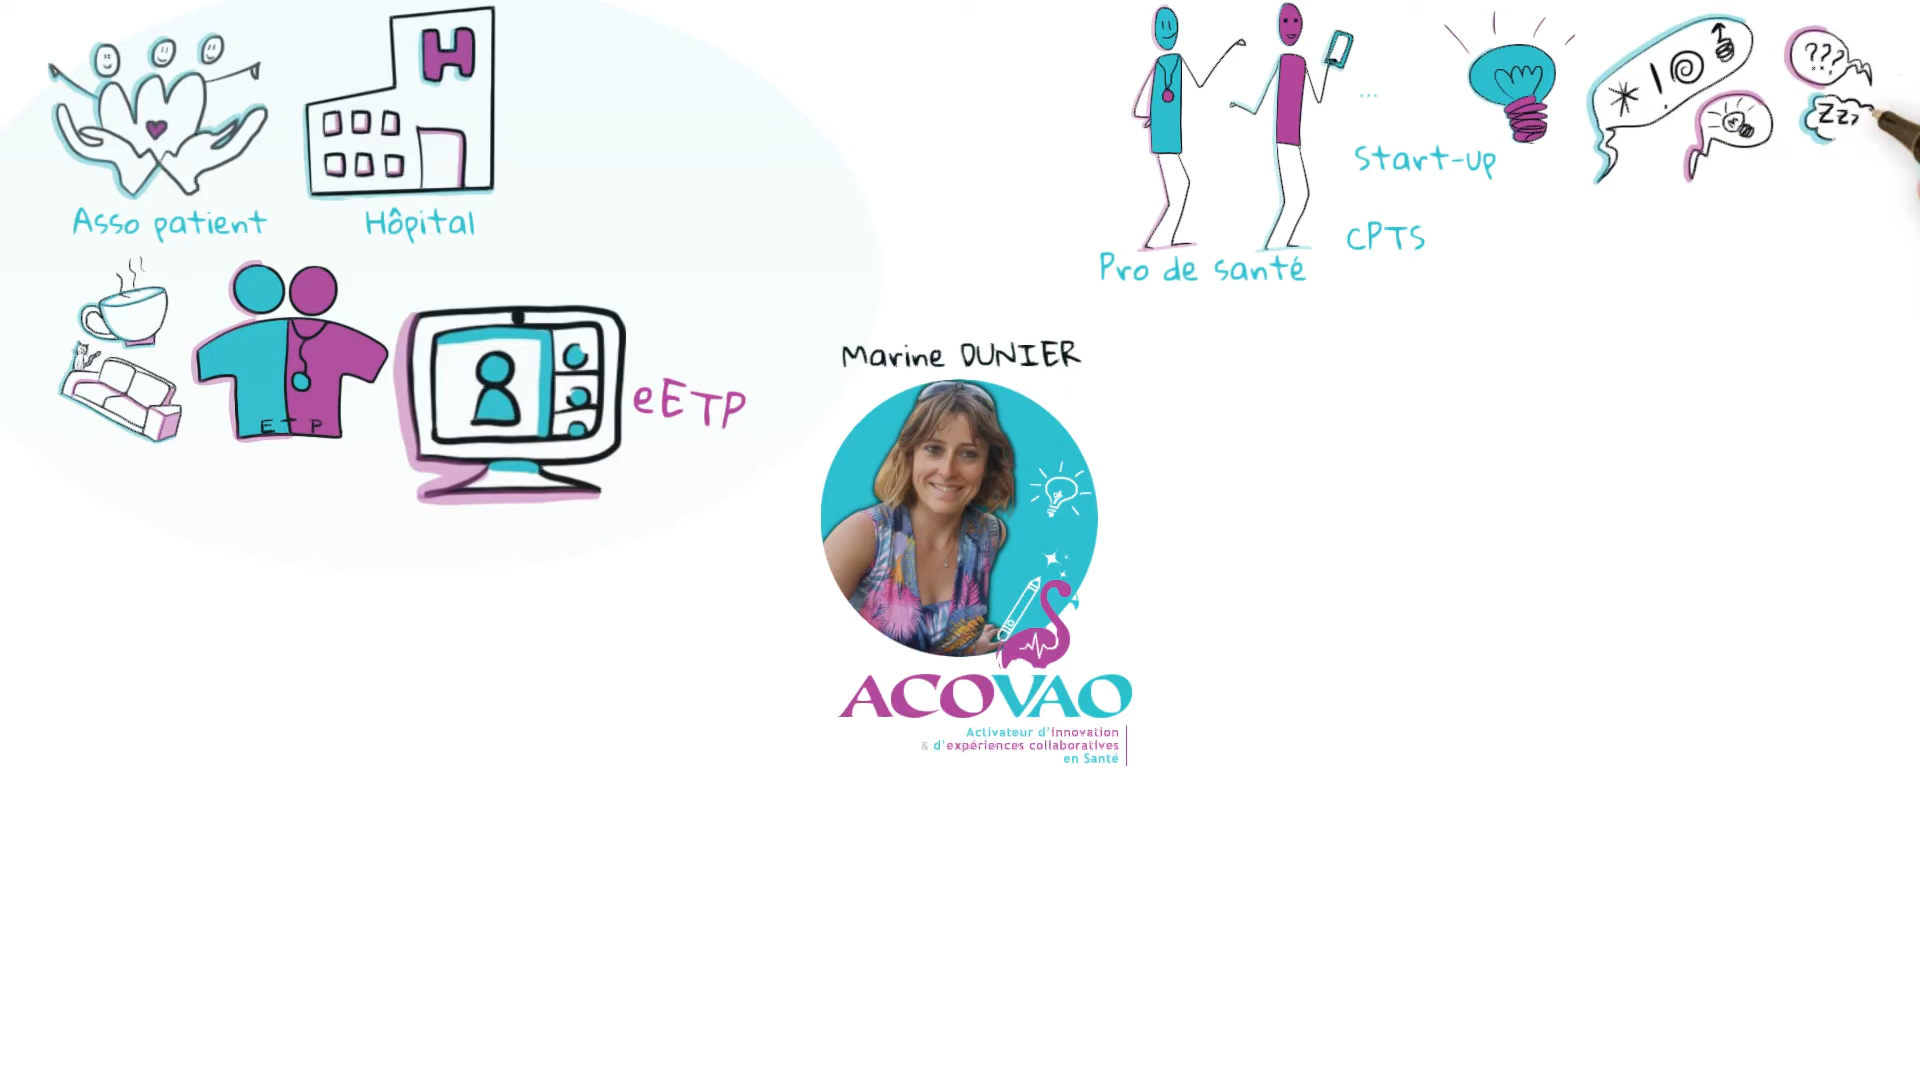 H
Asso patient
Hôpital
E T P
eETP
Marine DUNIER
ACOVAO
Activateur d'innovation
& d'expériences collaboratives
en Santé
...
Start-up
CPTS
Pro de santé
* ! @
???
Zzz